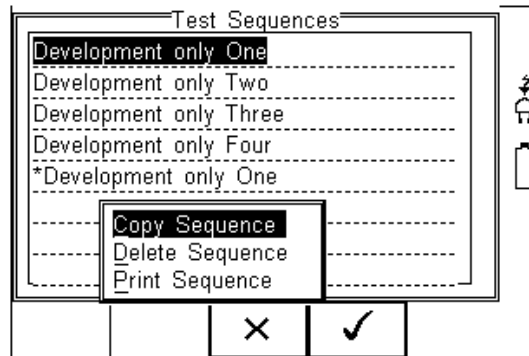 Test Sequences
Development only One
Development only Two
Development only Three
Development only Four
*Development only One
Copy Sequence
Delete Sequence
Print Sequence